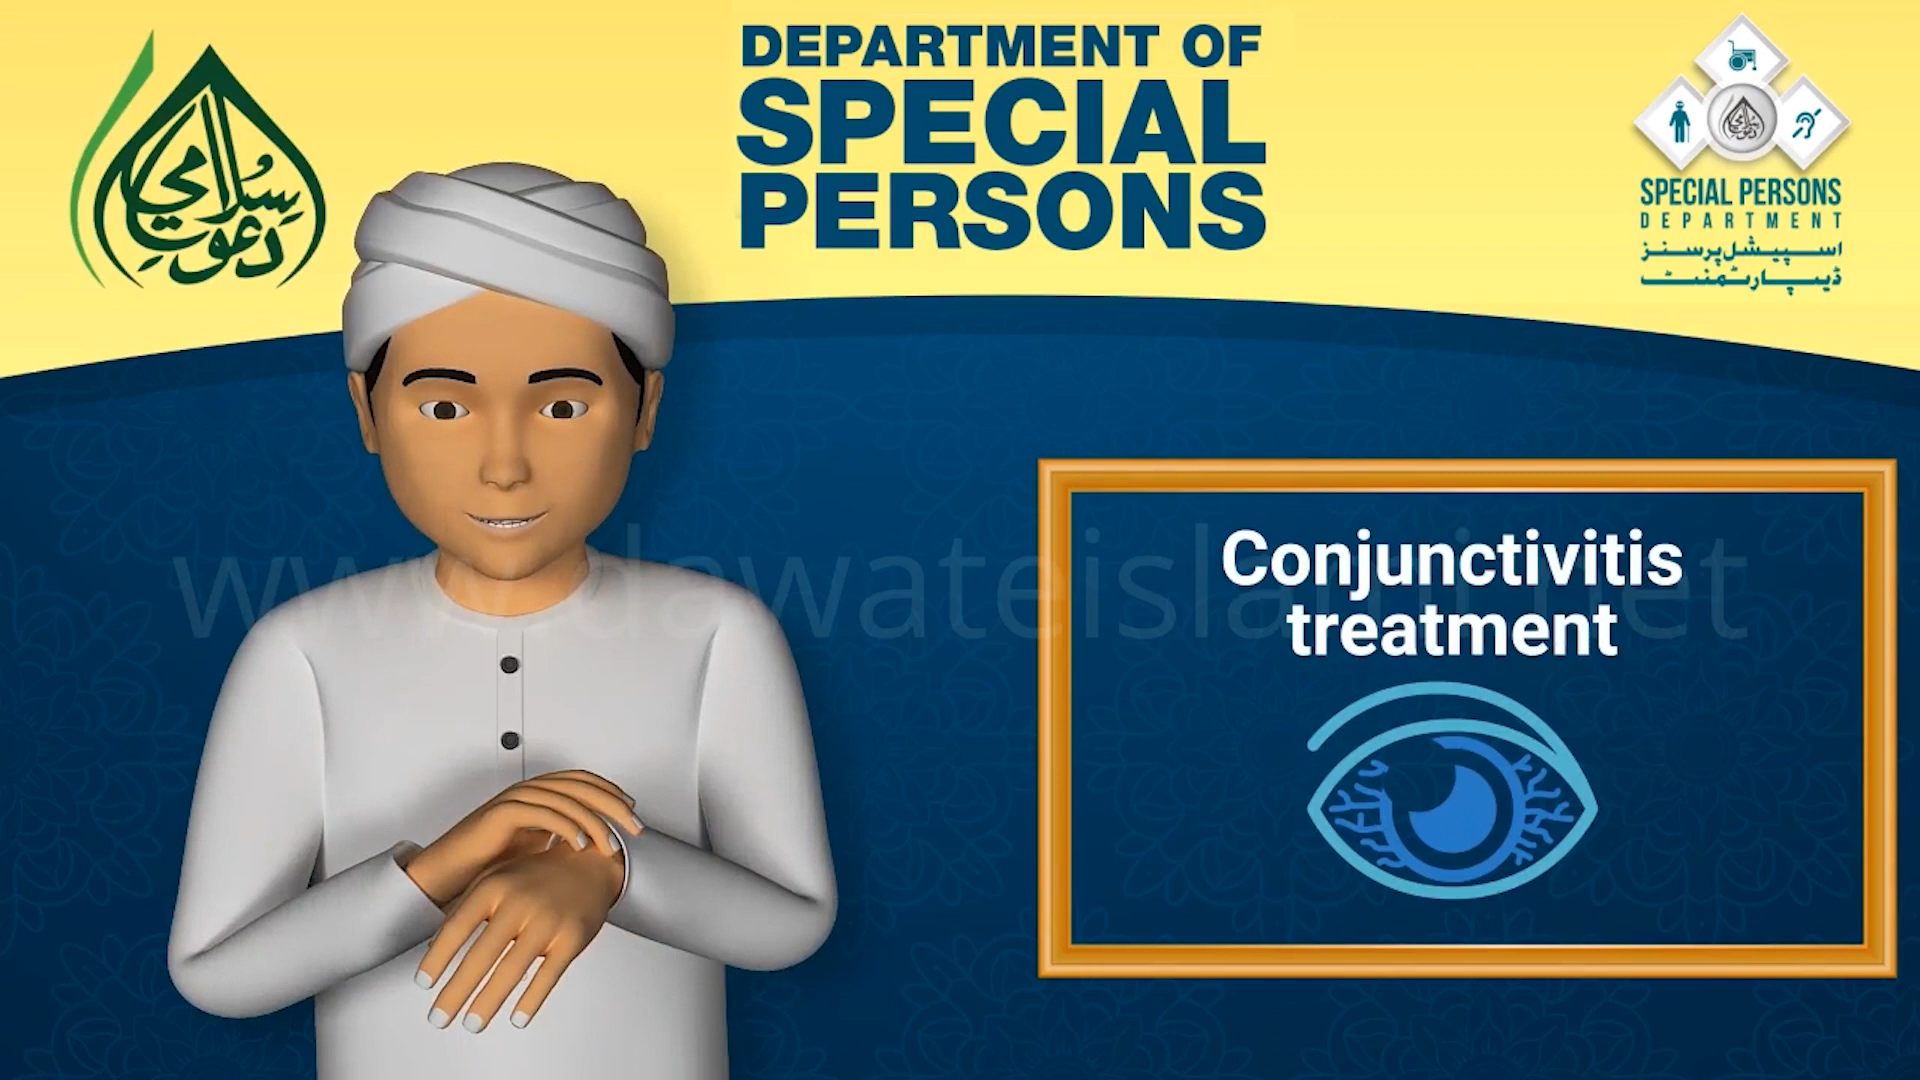 DEPARTMENT OF
SPECIAL
PERSONS
دعوت اسلامی
SPECIAL PERSONS
DEPARTMENT
اسپیشل پرسنز
ڈیپارٹمنٹ
www.dawateislami.net
Conjunctivitis
treatment